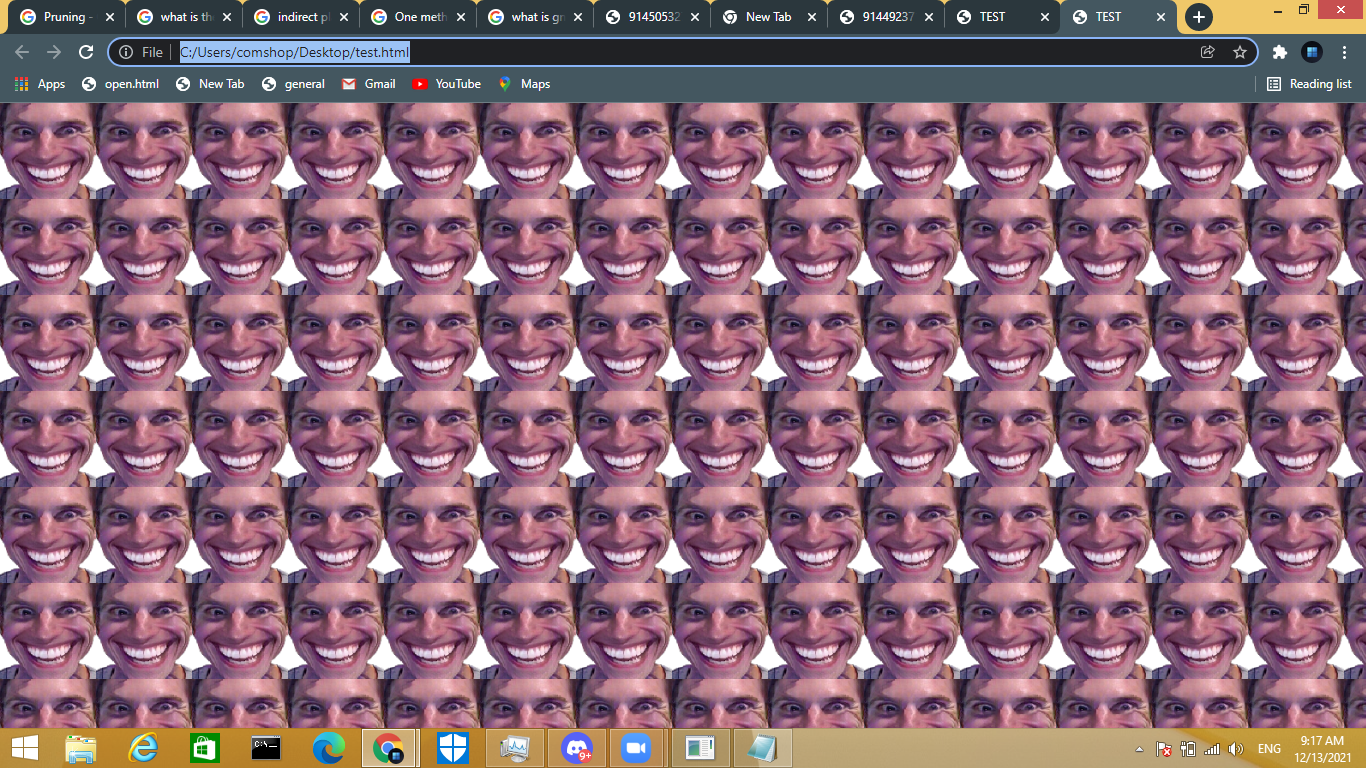 Pruning -
what is the
indirect pl
One meth
what is gr
91450532
New Tab
91449237
TEST
TEST
File
C:/Users/comshop/Desktop/test.html
Apps
open.html
New Tab
general
Gmail
YouTube
Maps
Reading list
C:\_
9+
ENG
9:17 AM
12/13/2021